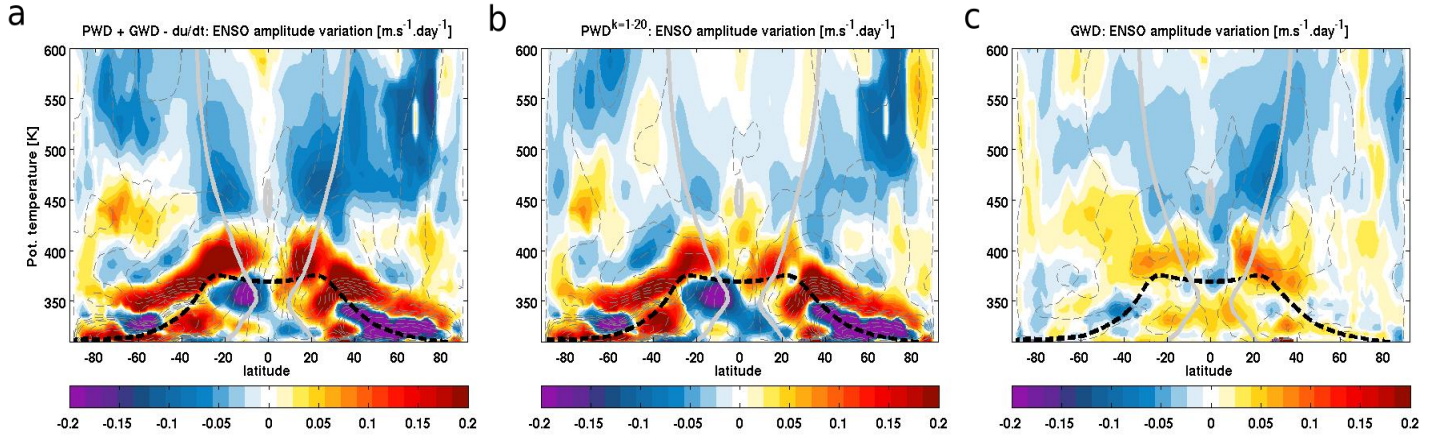 a
PWD + GWD - du/dt: ENSO amplitude variation [m.s⁻¹.day⁻¹]
600
550
500
450
400
350
Pot. temperature [K]
-80 -60 -40 -20 0 20 40 60 80
latitude
-0.2 -0.15 -0.1 -0.05 0 0.05 0.1 0.15 0.2
b
PWD^k=1-20: ENSO amplitude variation [m.s⁻¹.day⁻¹]
600
550
500
450
400
350
-80 -60 -40 -20 0 20 40 60 80
latitude
-0.2 -0.15 -0.1 -0.05 0 0.05 0.1 0.15 0.2
c
GWD: ENSO amplitude variation [m.s⁻¹.day⁻¹]
600
550
500
450
400
350
-80 -60 -40 -20 0 20 40 60 80
latitude
-0.2 -0.15 -0.1 -0.05 0 0.05 0.1 0.15 0.2